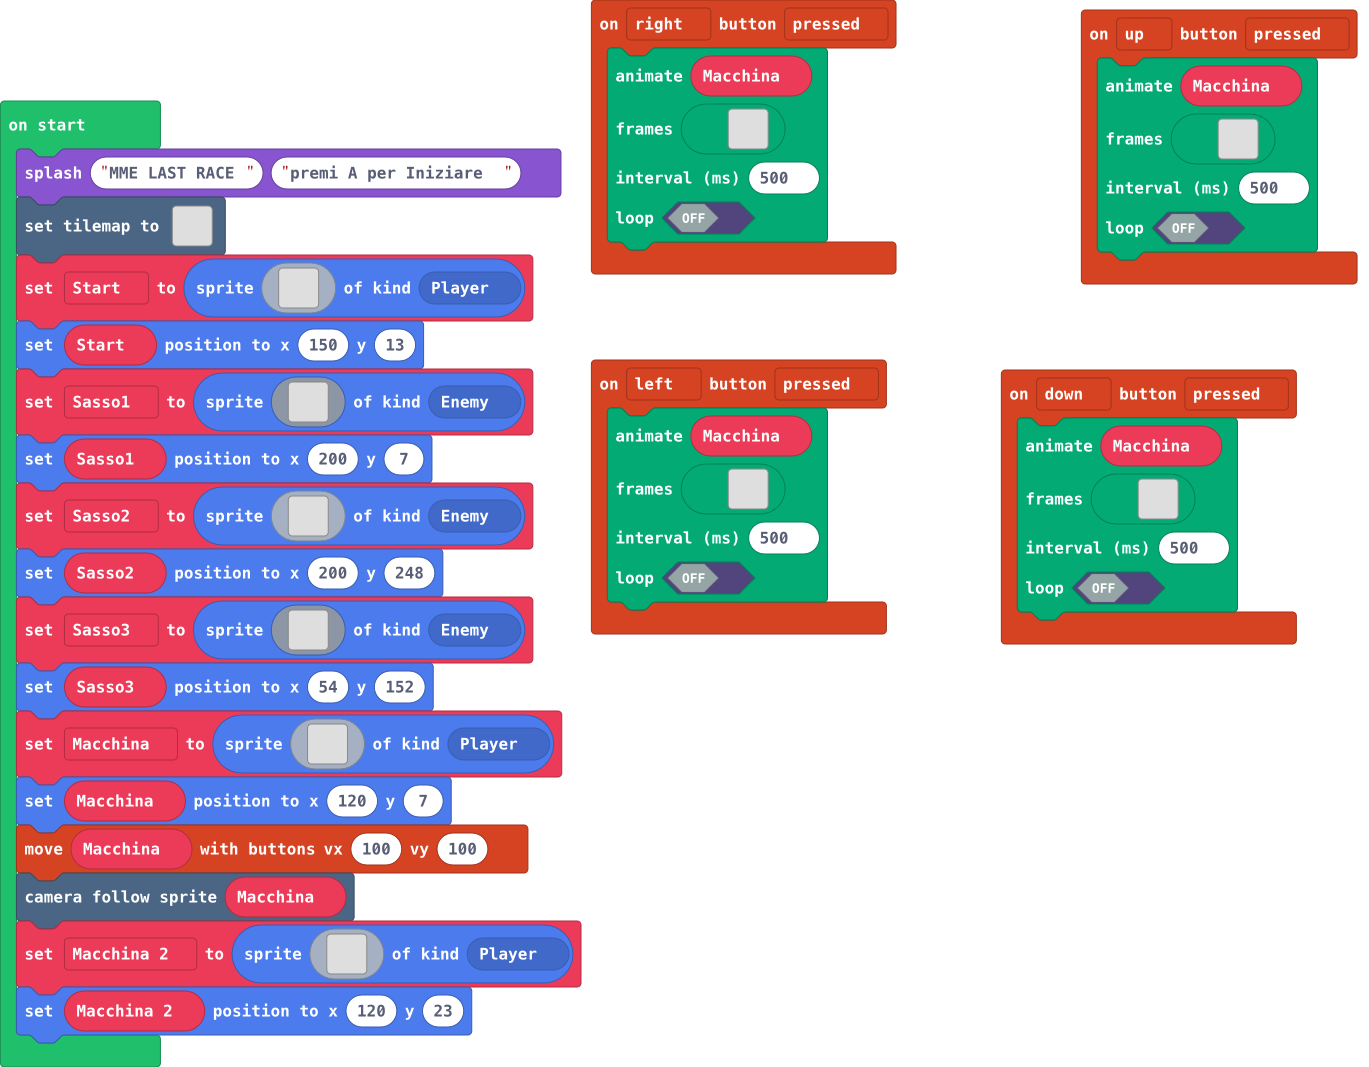 on start
splash "MME LAST RACE " "premi A per Iniziare  "
set tilemap to
set Start to sprite of kind Player
set Start position to x 150 y 13
set Sasso1 to sprite of kind Enemy
set Sasso1 position to x 200 y 7
set Sasso2 to sprite of kind Enemy
set Sasso2 position to x 200 y 248
set Sasso3 to sprite of kind Enemy
set Sasso3 position to x 54 y 152
set Macchina to sprite of kind Player
set Macchina position to x 120 y 7
move Macchina with buttons vx 100 vy 100
camera follow sprite Macchina
set Macchina 2 to sprite of kind Player
set Macchina 2 position to x 120 y 23
on right button pressed
animate Macchina
frames
interval (ms) 500
loop OFF
on up button pressed
animate Macchina
frames
interval (ms) 500
loop OFF
on left button pressed
animate Macchina
frames
interval (ms) 500
loop OFF
on down button pressed
animate Macchina
frames
interval (ms) 500
loop OFF